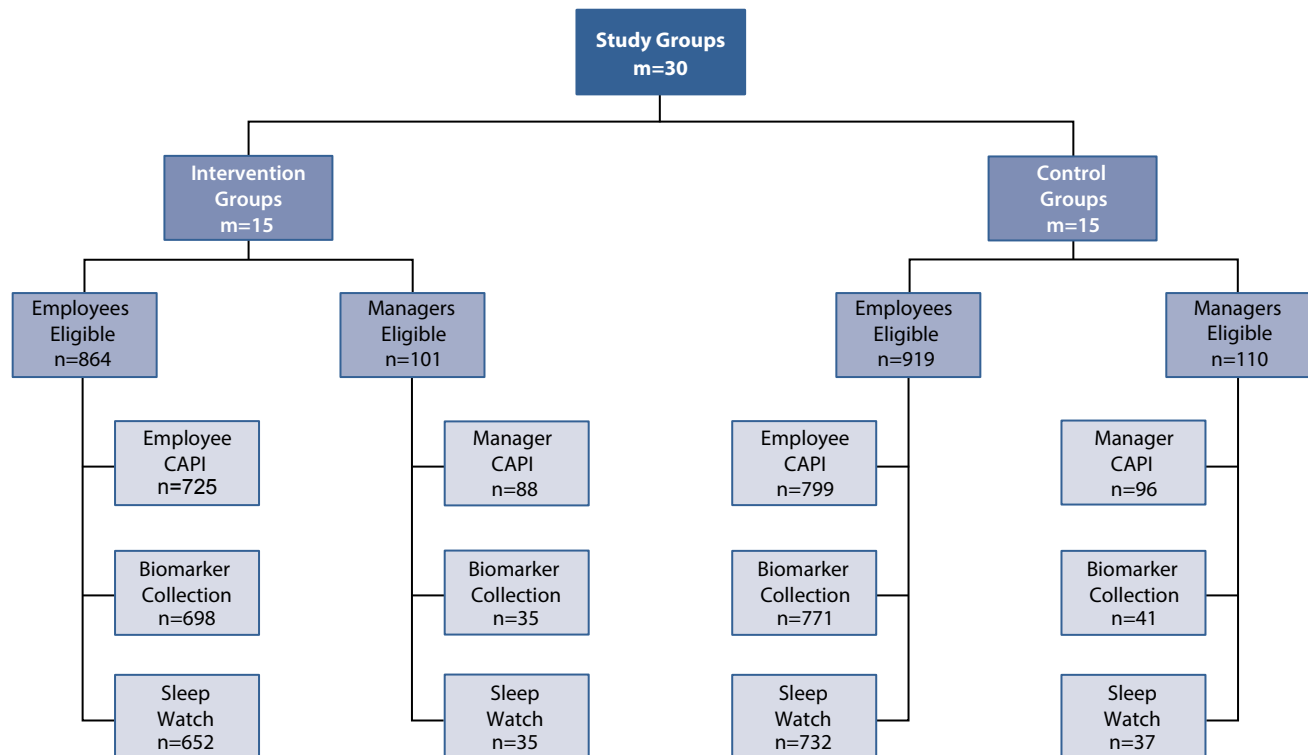 Study Groups
m=30
Intervention
Groups
m=15
Control
Groups
m=15
Employees
Eligible
n=864
Managers
Eligible
n=101
Employees
Eligible
n=919
Managers
Eligible
n=110
Employee
CAPI
n=725
Manager
CAPI
n=88
Employee
CAPI
n=799
Manager
CAPI
n=96
Biomarker
Collection
n=698
Biomarker
Collection
n=35
Biomarker
Collection
n=771
Biomarker
Collection
n=41
Sleep
Watch
n=652
Sleep
Watch
n=35
Sleep
Watch
n=732
Sleep
Watch
n=37